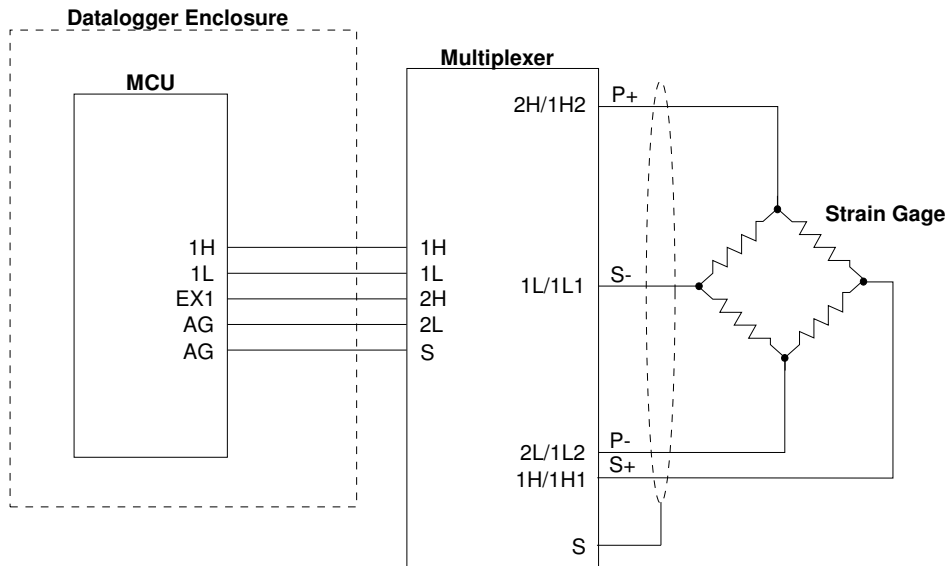 Datalogger Enclosure
MCU
1H
1L
EX1
AG
AG
Multiplexer
1H
1L
2H
2L
S
2H/1H2
P+
1L/1L1
S-
2L/1L2
P-
1H/1H1
S+
S
Strain Gage